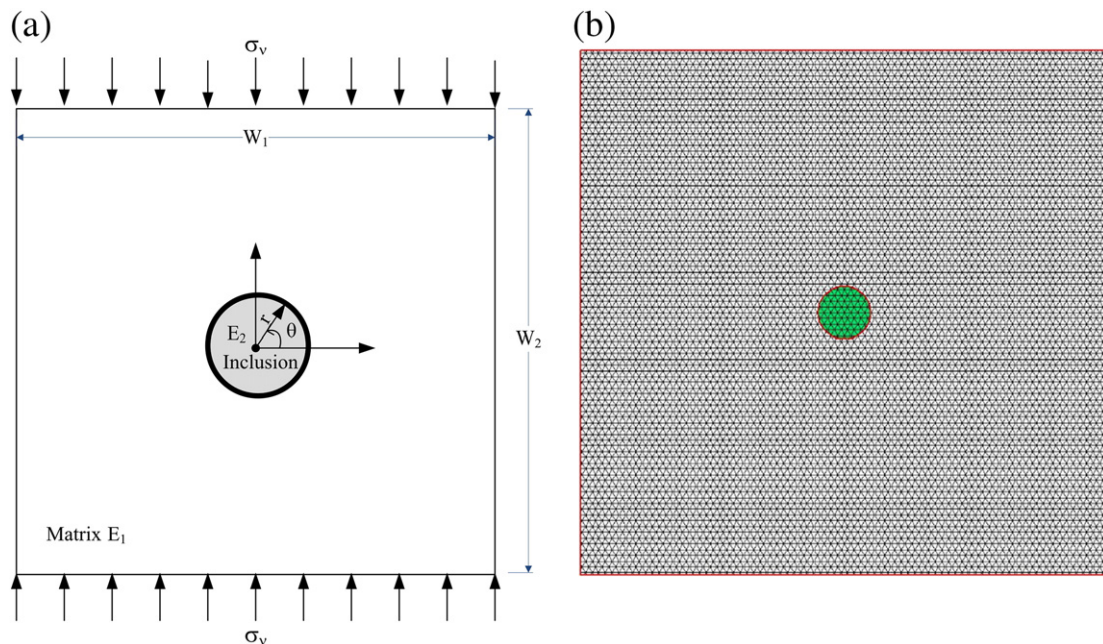 (a)
(b)
σᵥ
W₁
E₂
r
θ
Inclusion
W₂
Matrix E₁
σᵥ